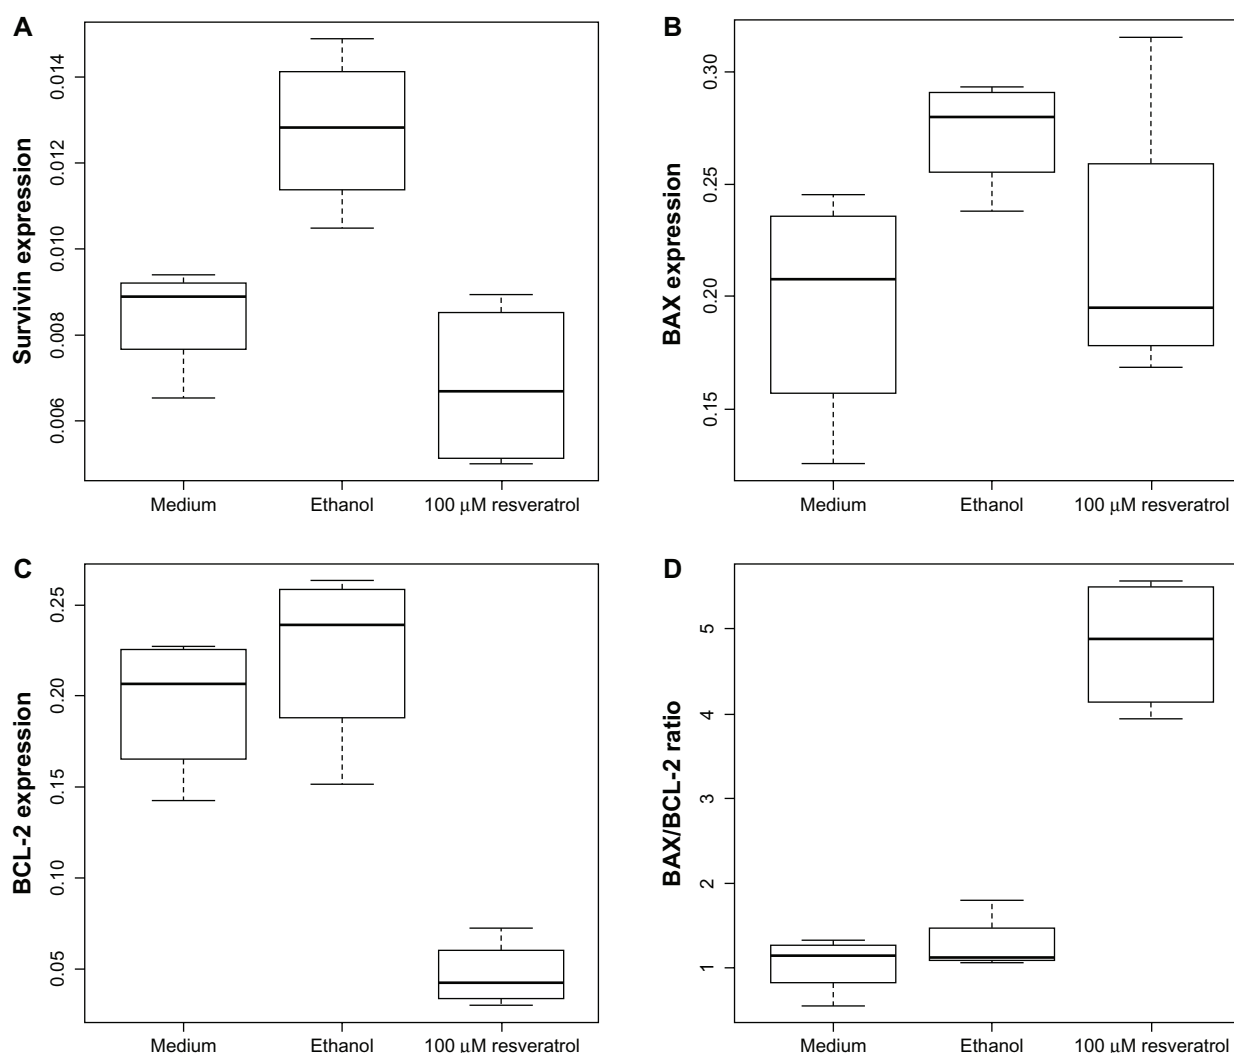 A
Survivin expression
0.014
0.012
0.010
0.008
0.006
Medium
Ethanol
100 μM resveratrol
B
BAX expression
0.30
0.25
0.20
0.15
Medium
Ethanol
100 μM resveratrol
C
BCL-2 expression
0.25
0.20
0.15
0.10
0.05
Medium
Ethanol
100 μM resveratrol
D
BAX/BCL-2 ratio
5
4
3
2
1
Medium
Ethanol
100 μM resveratrol